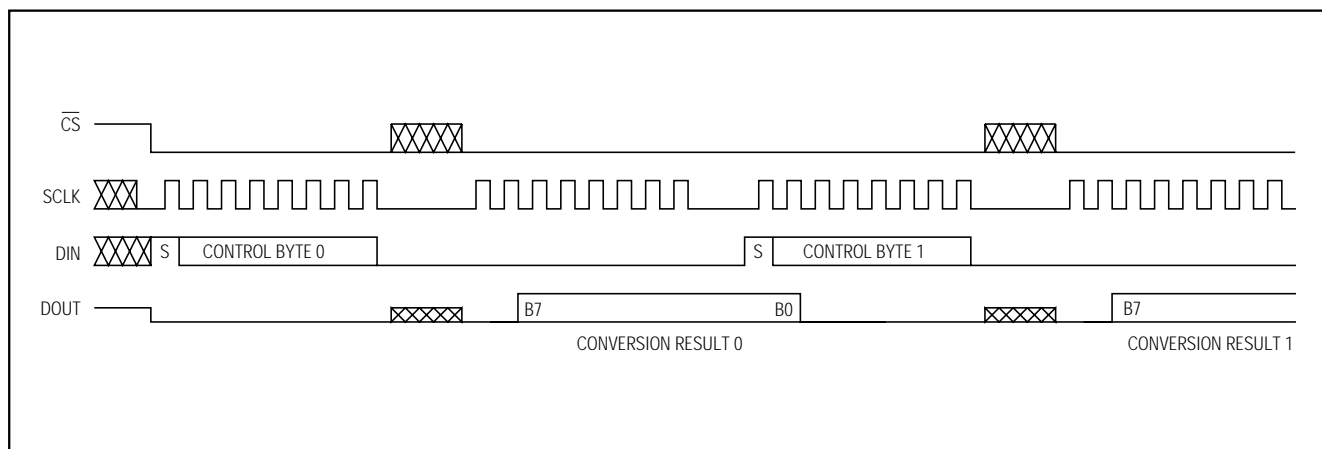 CS
SCLK
DIN S CONTROL BYTE 0 S CONTROL BYTE 1
DOUT B7 B0 B7
CONVERSION RESULT 0 CONVERSION RESULT 1